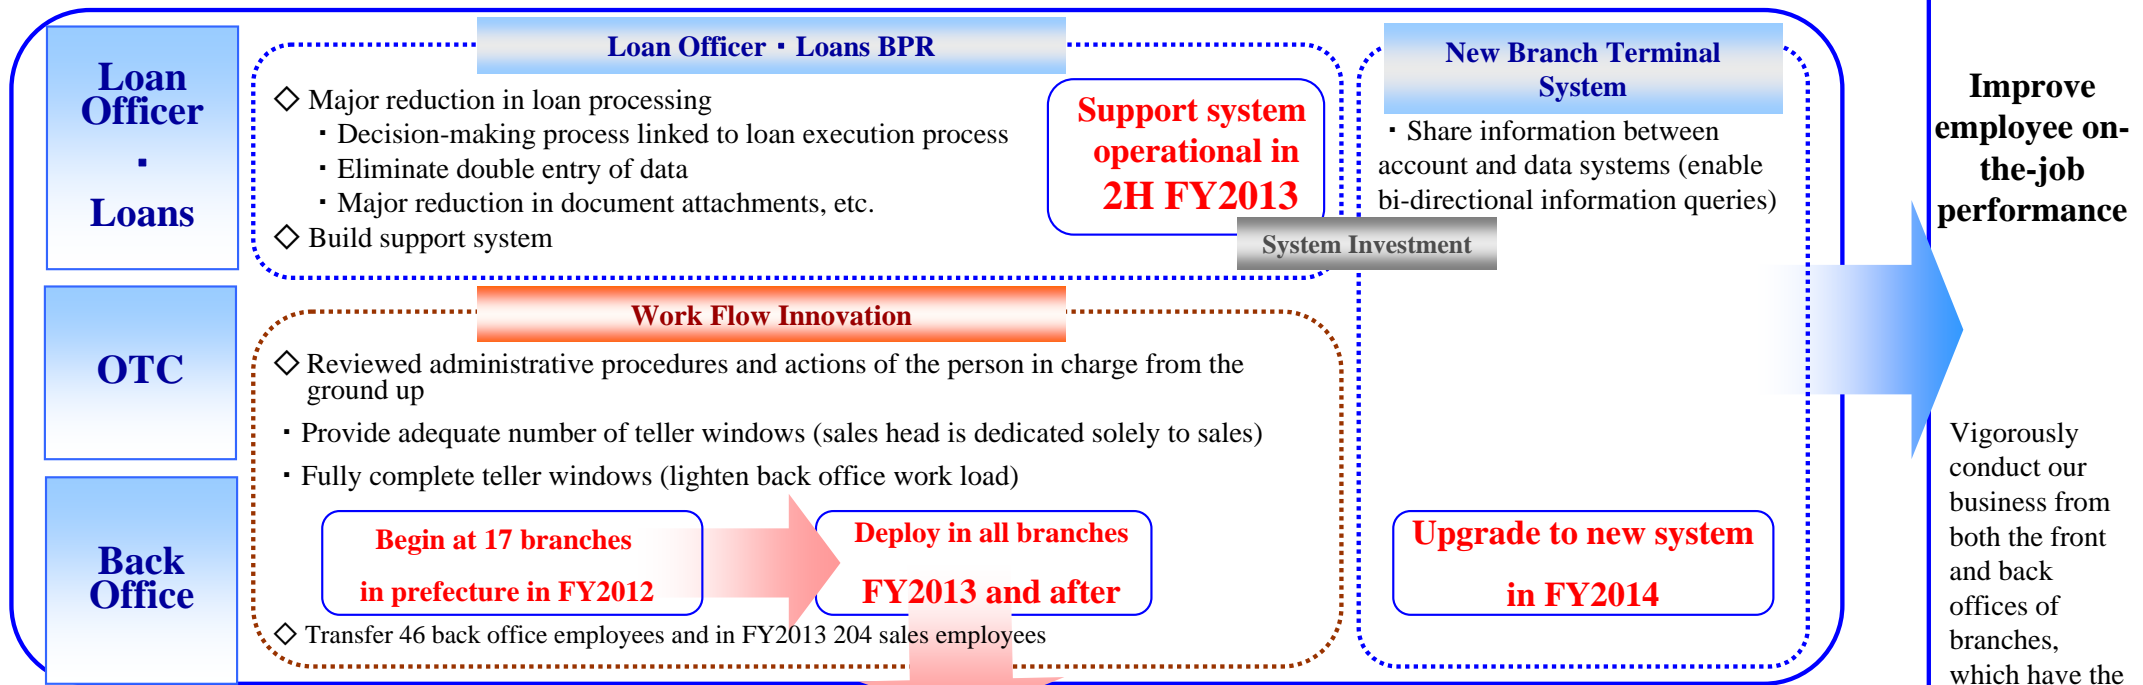 Loan
Officer
・
Loans
OTC
Back
Office
Loan Officer・Loans BPR
◇ Major reduction in loan processing
・Decision-making process linked to loan execution process
・Eliminate double entry of data
・Major reduction in document attachments, etc.
◇ Build support system
Support system
operational in
2H FY2013
System Investment
New Branch Terminal
System
・Share information between
account and data systems (enable
bi-directional information queries)
Work Flow Innovation
◇ Reviewed administrative procedures and actions of the person in charge from the
ground up
・Provide adequate number of teller windows (sales head is dedicated solely to sales)
・Fully complete teller windows (lighten back office work load)
Begin at 17 branches
in prefecture in FY2012
Deploy in all branches
FY2013 and after
◇ Transfer 46 back office employees and in FY2013 204 sales employees
Upgrade to new system
in FY2014
Improve
employee on-
the-job
performance
Vigorously
conduct our
business from
both the front
and back
offices of
branches,
which have the